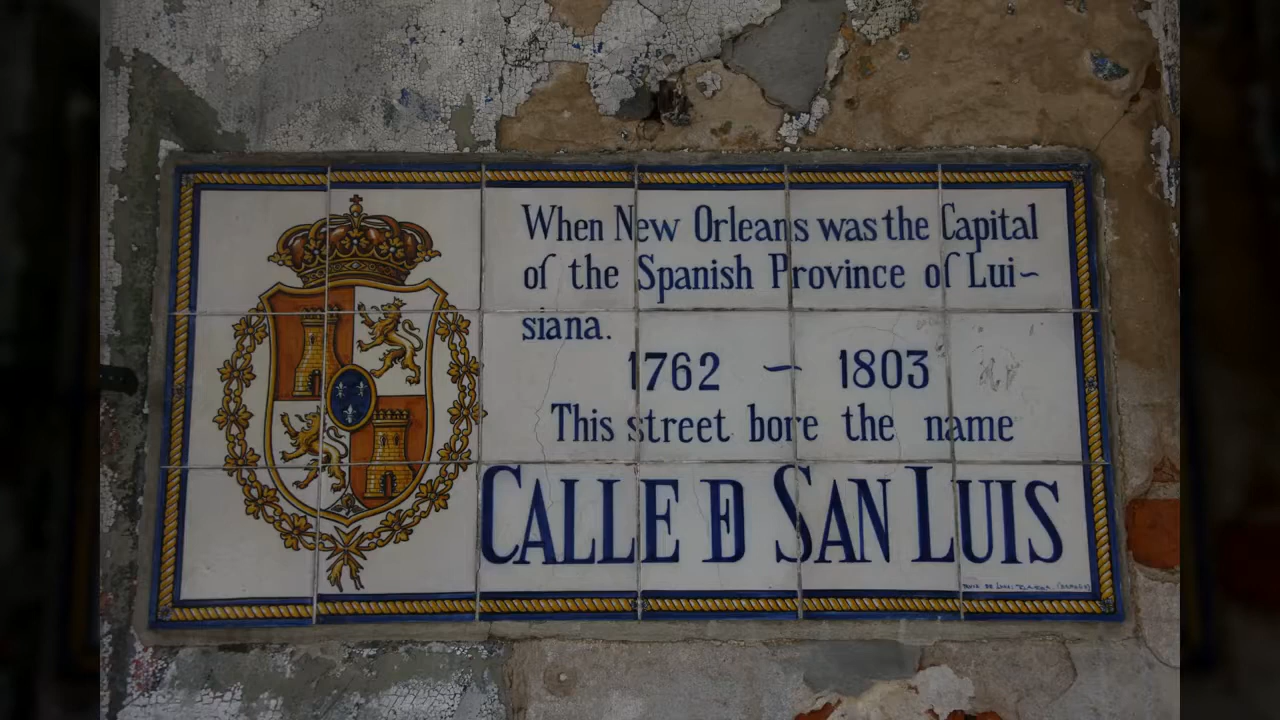 When New Orleans was the Capital
of the Spanish Province of Lui~
siana.
1762 ~ 1803
This street bore the name
CALLE D SAN LUIS